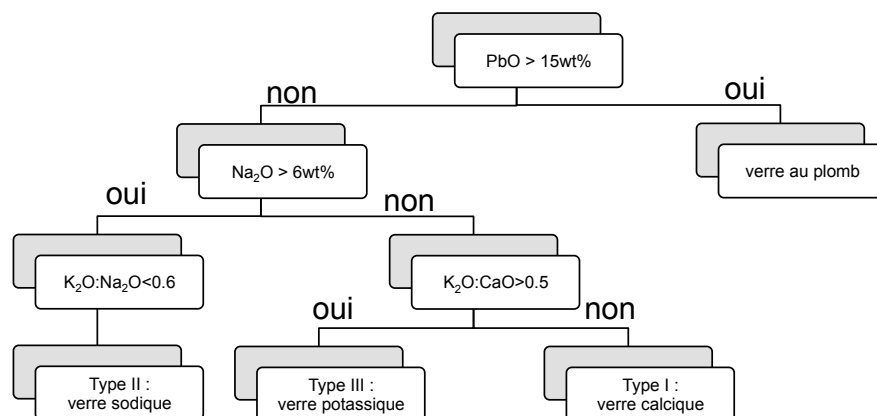 PbO > 15wt%
non
oui
Na₂O > 6wt%
verre au plomb
oui
non
K₂O:Na₂O<0.6
K₂O:CaO>0.5
oui
non
Type II :
verre sodique
Type III :
verre potassique
Type I :
verre calcique